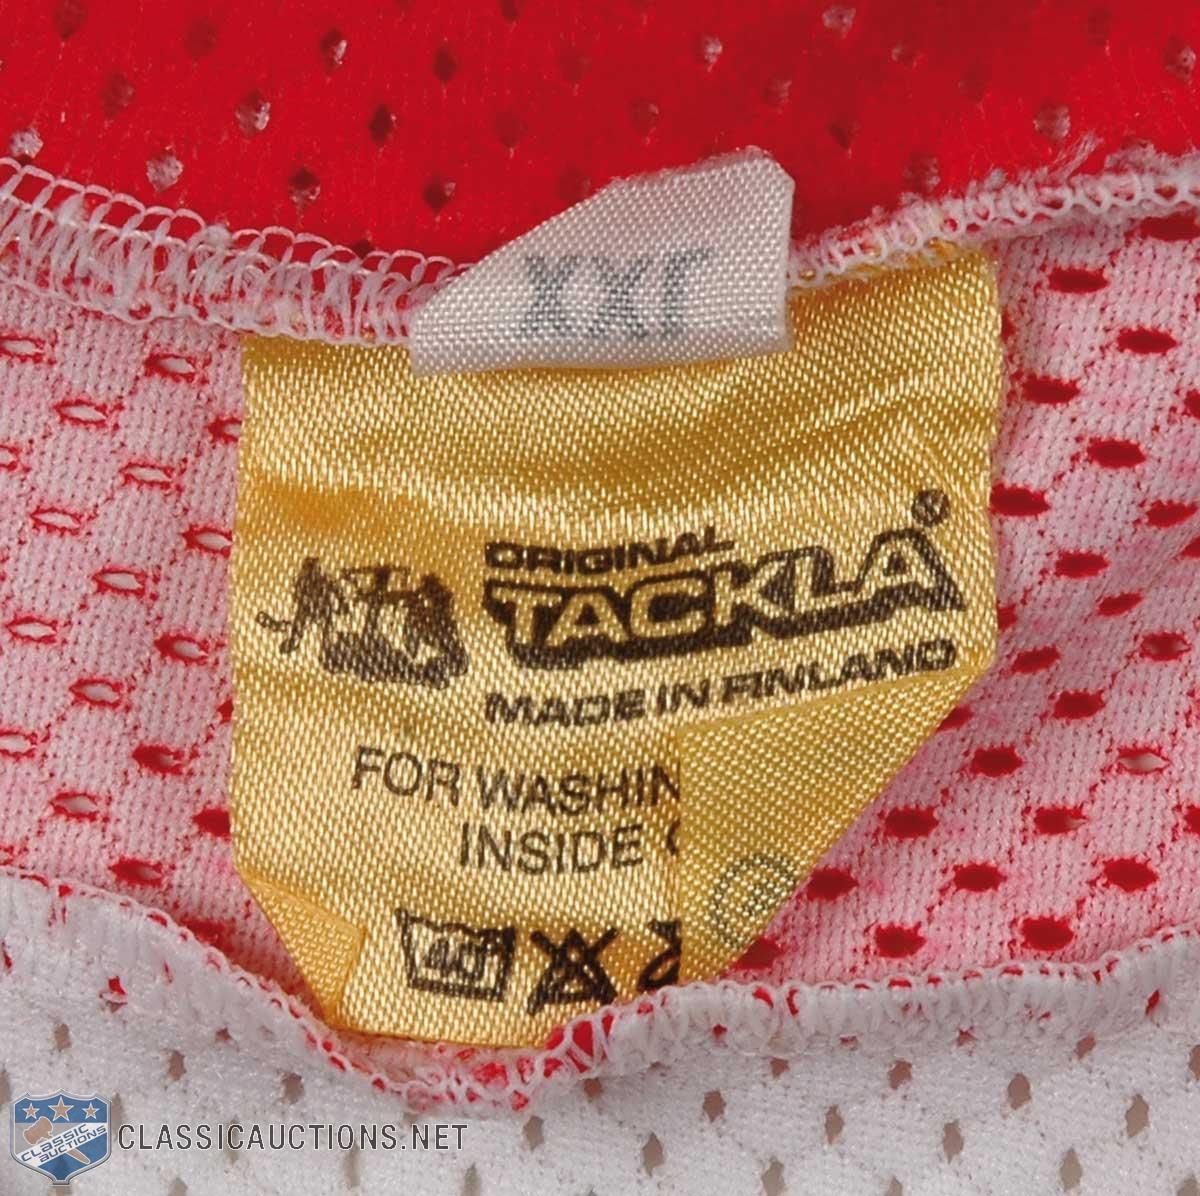 XXL
ORIGINAL
TACKLA®
MADE IN FINLAND
FOR WASHIN
INSIDE
40
CLASSIC
AUCTIONS
CLASSICAUCTIONS.NET